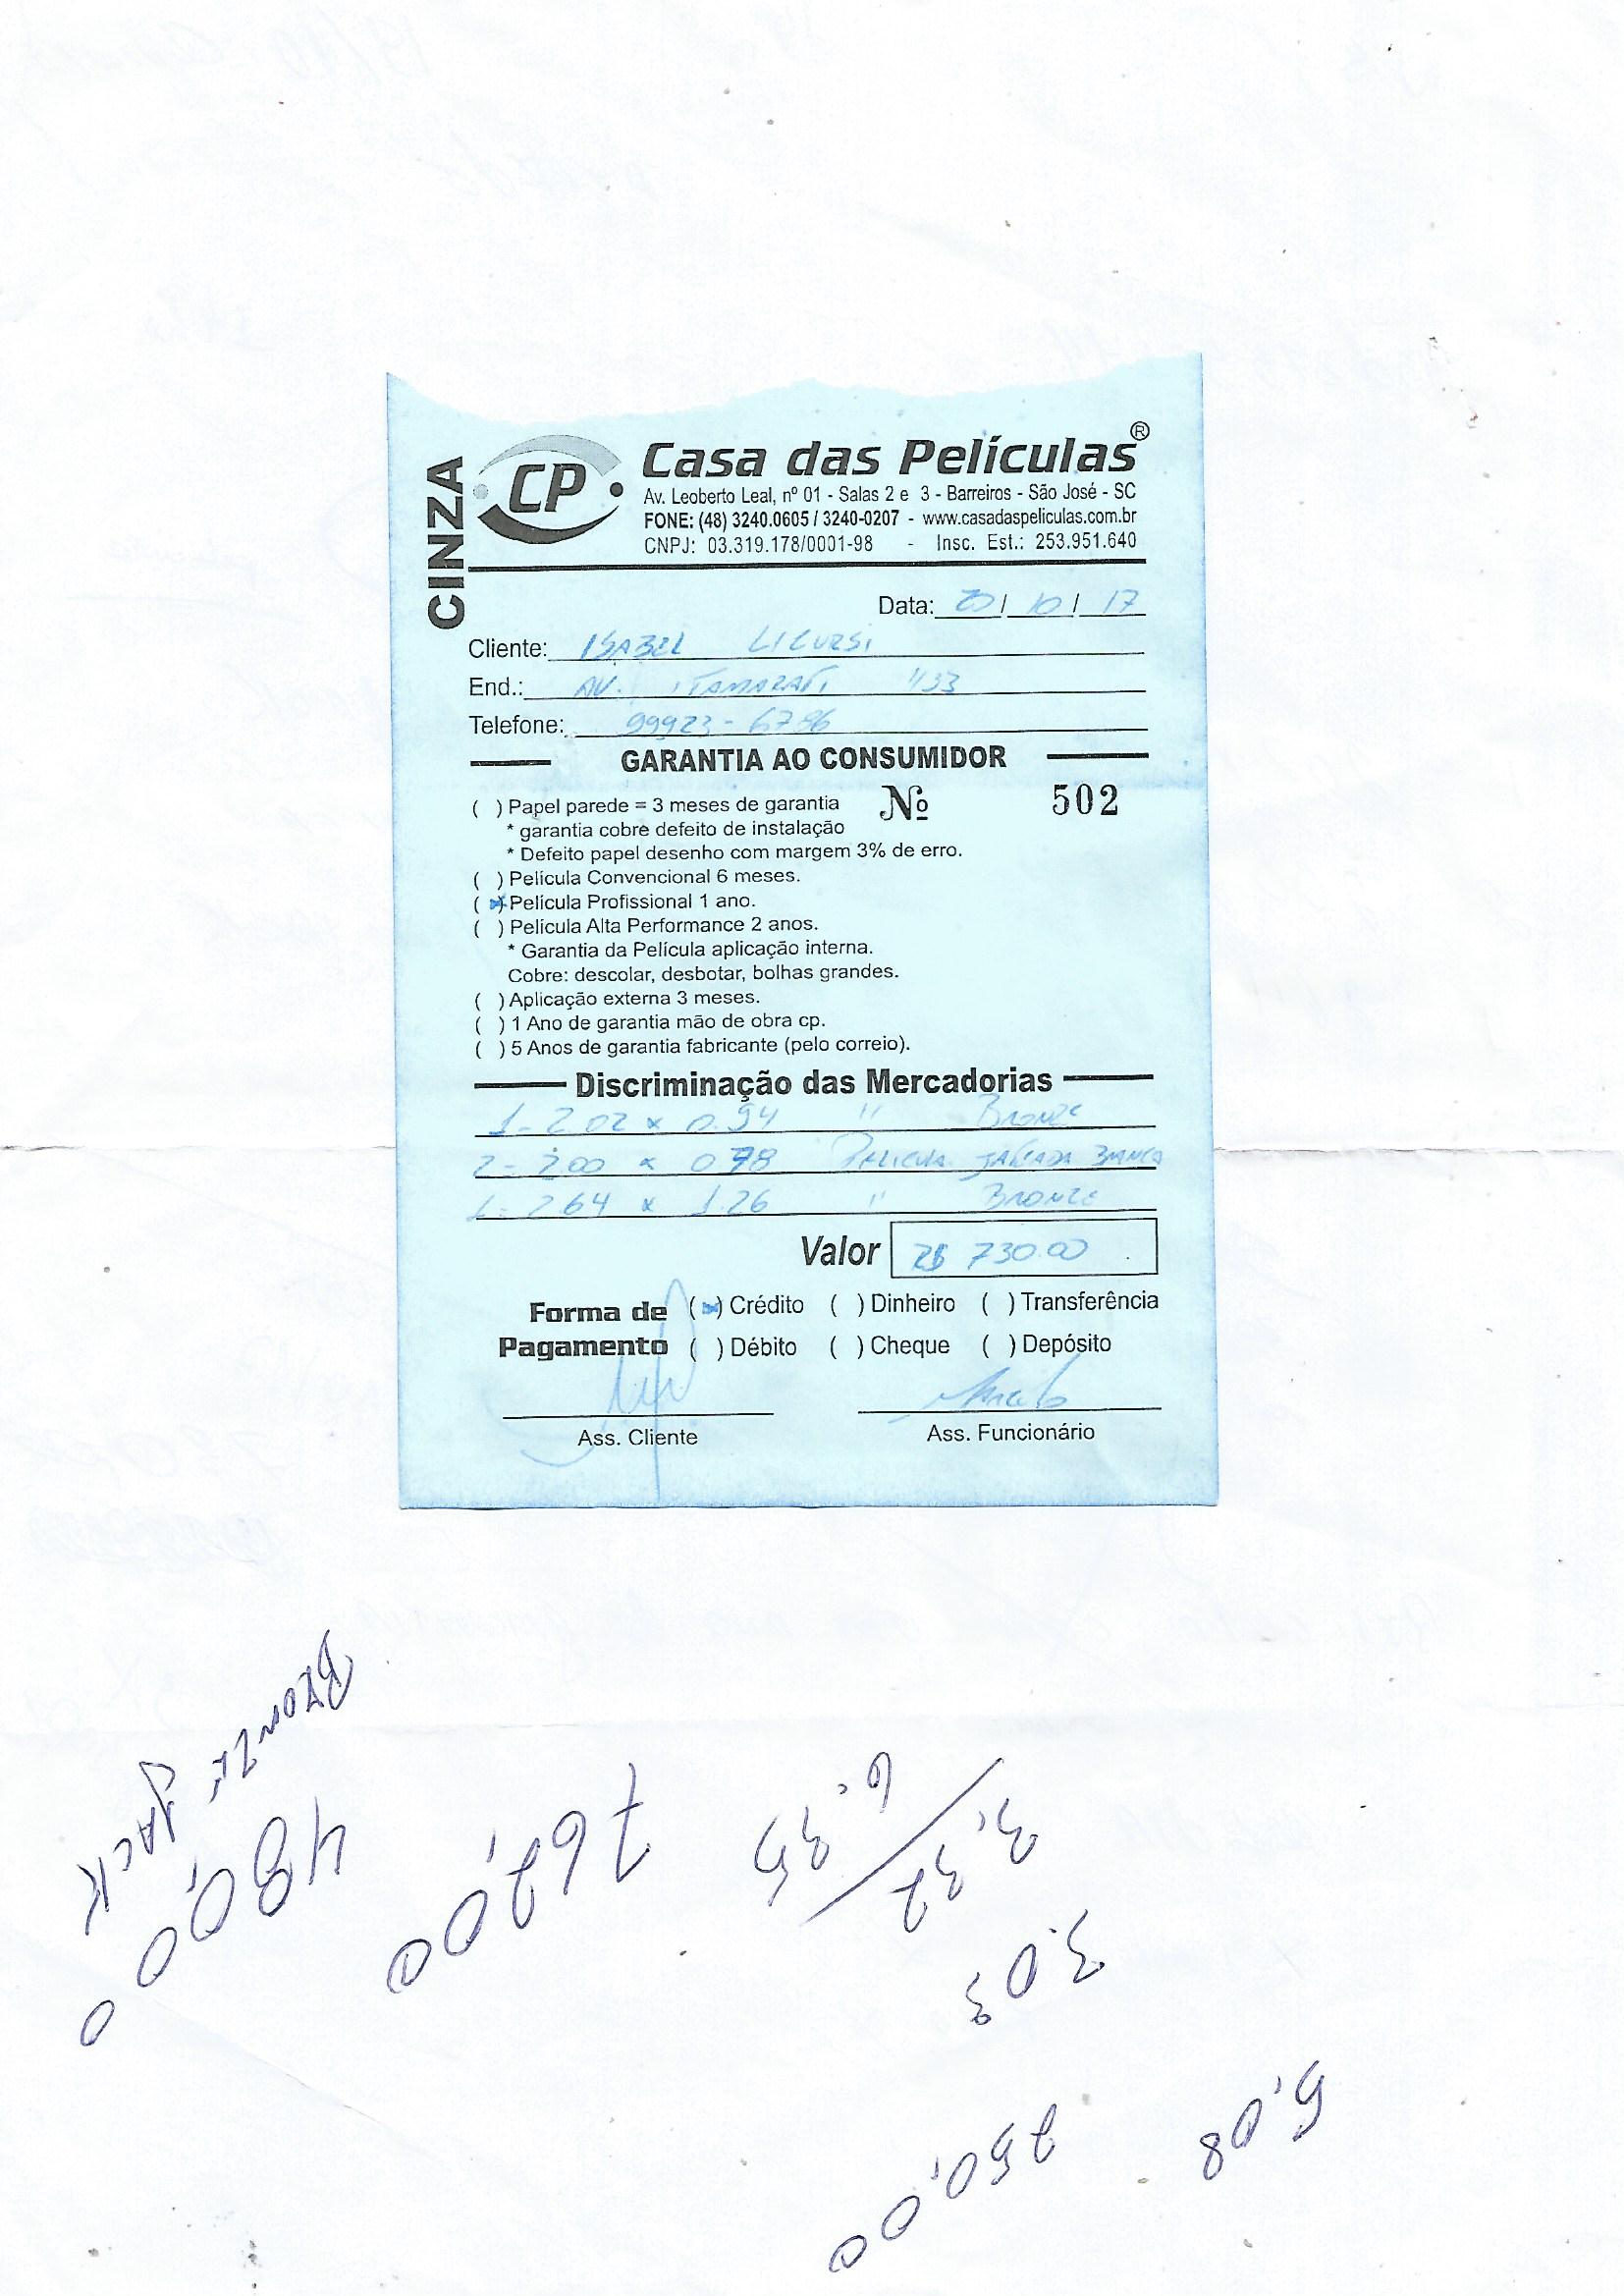 CINZA
CP
Casa das Películas®
Av. Leoberto Leal, nº 01 - Salas 2 e 3 - Barreiros - São José - SC
FONE: (48) 3240.0605 / 3240-0207 - www.casadaspeliculas.com.br
CNPJ: 03.319.178/0001-98 - Insc. Est.: 253.951.640
Data: 20/ 10 / 17
Cliente: ISABEL LICURSI
End.: AV. ITAMARATI 1133
Telefone: 99923-6786
GARANTIA AO CONSUMIDOR
( ) Papel parede = 3 meses de garantia Nº 502
* garantia cobre defeito de instalação
* Defeito papel desenho com margem 3% de erro.
( ) Película Convencional 6 meses.
(x) Película Profissional 1 ano.
( ) Película Alta Performance 2 anos.
* Garantia da Película aplicação interna.
Cobre: descolar, desbotar, bolhas grandes.
( ) Aplicação externa 3 meses.
( ) 1 Ano de garantia mão de obra cp.
( ) 5 Anos de garantia fabricante (pelo correio).
Discriminação das Mercadorias
1- 2.02 x 0.94 " BRONZE
2- 2.00 x 0.78 PELICULA JATEADA BRANCA
1- 2.64 x 1.26 " BRONZE
Valor R$ 730.00
Forma de Pagamento (x) Crédito ( ) Dinheiro ( ) Transferência
( ) Débito ( ) Cheque ( ) Depósito
Ass. Cliente Ass. Funcionário
5.08
250,00
3.03
3.32
6.35
762,00
480,00
BRONZE